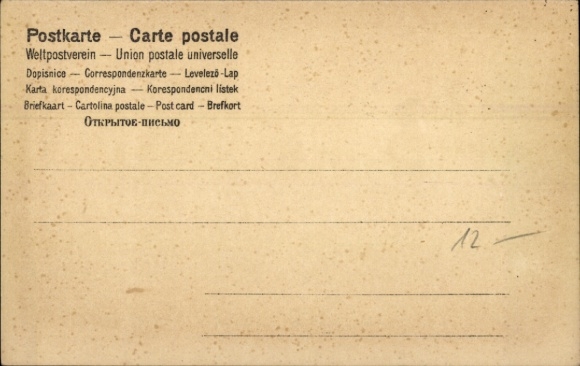 Postkarte — Carte postale
Weltpostverein — Union postale universelle
Dopisnice — Correspondenzkarte — Levelező-Lap
Karta korespondencyjna — Korespondencni lístek
Briefkaart – Cartolina postale – Post card – Brefkort
Открытое-письмо
12 —